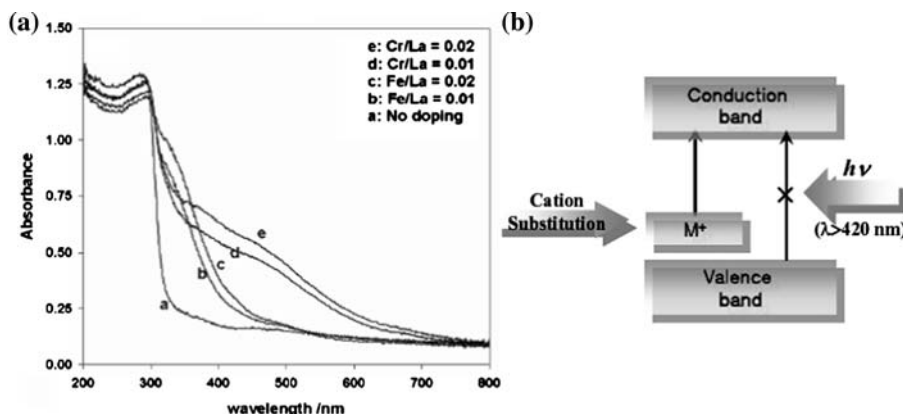 (a)
1.50
1.25
1.00
0.75
0.50
0.25
0.00
Absorbance
e: Cr/La = 0.02
d: Cr/La = 0.01
c: Fe/La = 0.02
b: Fe/La = 0.01
a: No doping
e
d
c
b
a
200 300 400 500 600 700 800
wavelength /nm
(b)
Conduction
band
hν
(λ>420 nm)
Cation
Substitution
M+
Valence
band